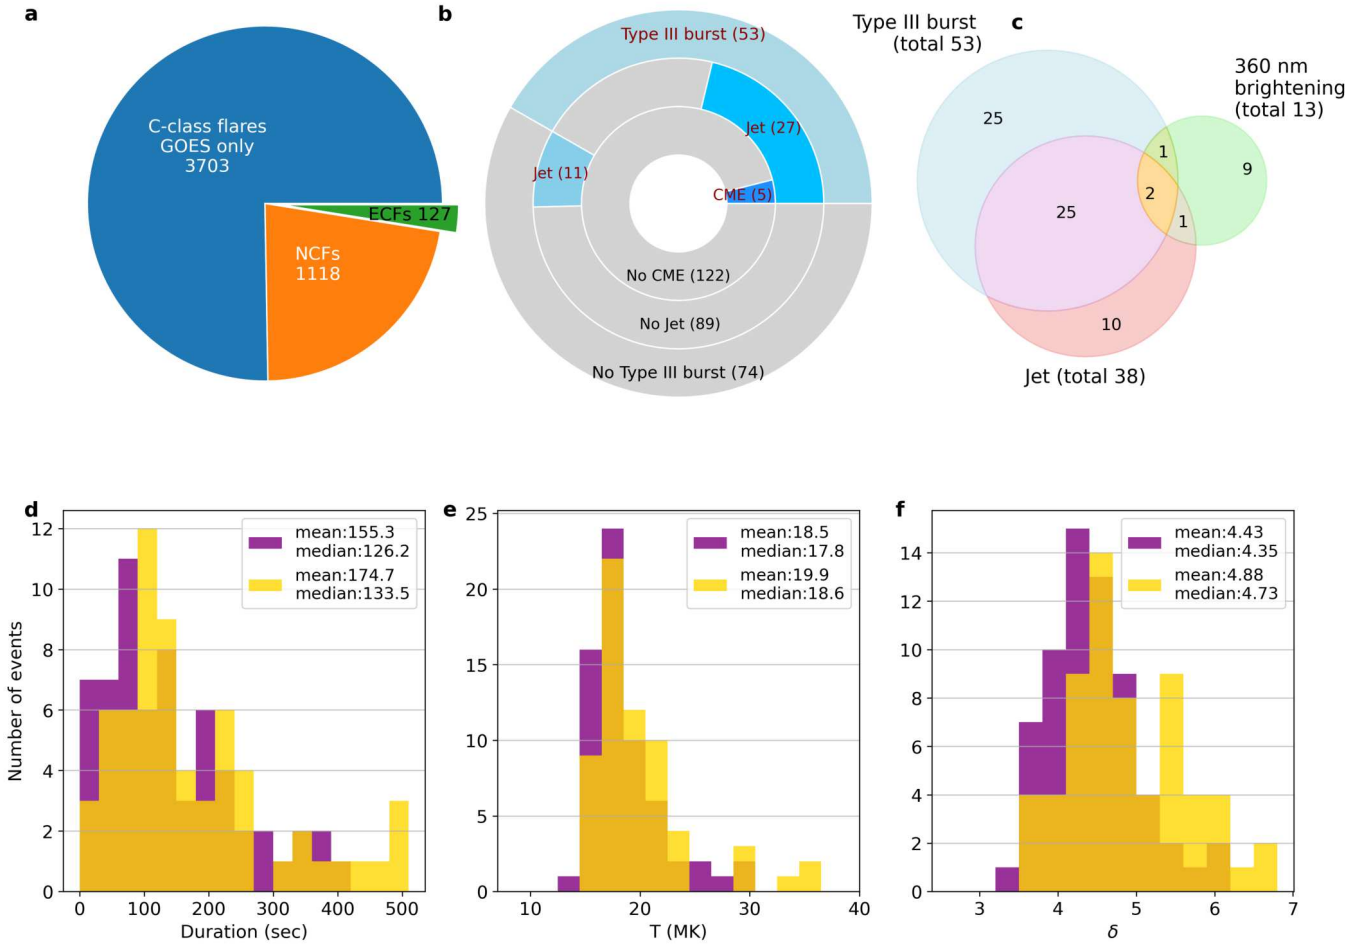 a
C-class flares
GOES only
3703
ECFs 127
NCFs
1118
b
Type III burst (53)
Jet (27)
Jet (11)
CME (5)
No CME (122)
No Jet (89)
No Type III burst (74)
c
Type III burst
(total 53)
360 nm
brightening
(total 13)
25
1
9
2
25
1
10
Jet (total 38)
d
mean:155.3
median:126.2
mean:174.7
median:133.5
12
10
8
6
4
2
0
Number of events
0 100 200 300 400 500
Duration (sec)
e
mean:18.5
median:17.8
mean:19.9
median:18.6
25
20
15
10
5
0
10 20 30 40
T (MK)
f
mean:4.43
median:4.35
mean:4.88
median:4.73
14
12
10
8
6
4
2
0
3 4 5 6 7
δ